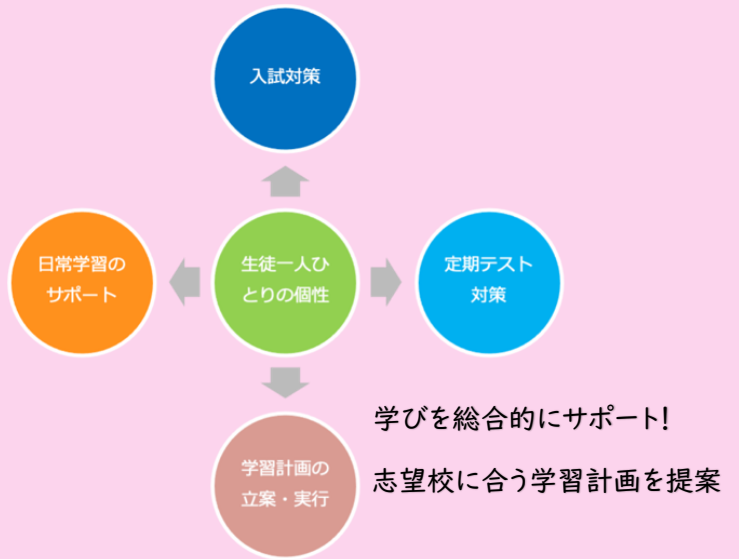 入試対策
日常学習の
サポート
生徒一人ひ
とりの個性
定期テスト
対策
学習計画の
立案・実行
学びを総合的にサポート!
志望校に合う学習計画を提案